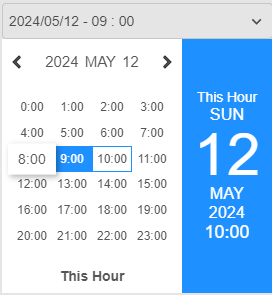 2024/05/12 - 09 : 00
2024 MAY 12
0:00 1:00 2:00 3:00
4:00 5:00 6:00 7:00
8:00 9:00 10:00 11:00
12:00 13:00 14:00 15:00
16:00 17:00 18:00 19:00
20:00 21:00 22:00 23:00
This Hour
This Hour
SUN
12
MAY
2024
10:00